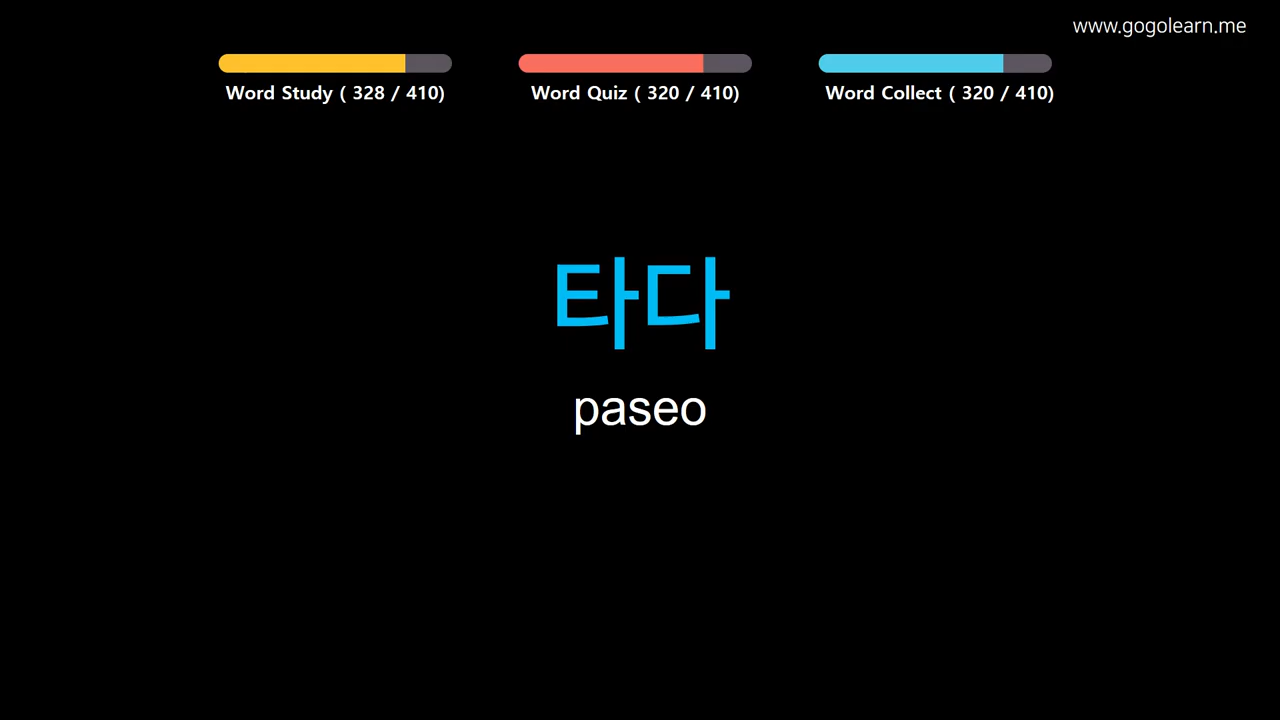 www.gogolearn.me
Word Study ( 328 / 410)
Word Quiz ( 320 / 410)
Word Collect ( 320 / 410)
타다
paseo